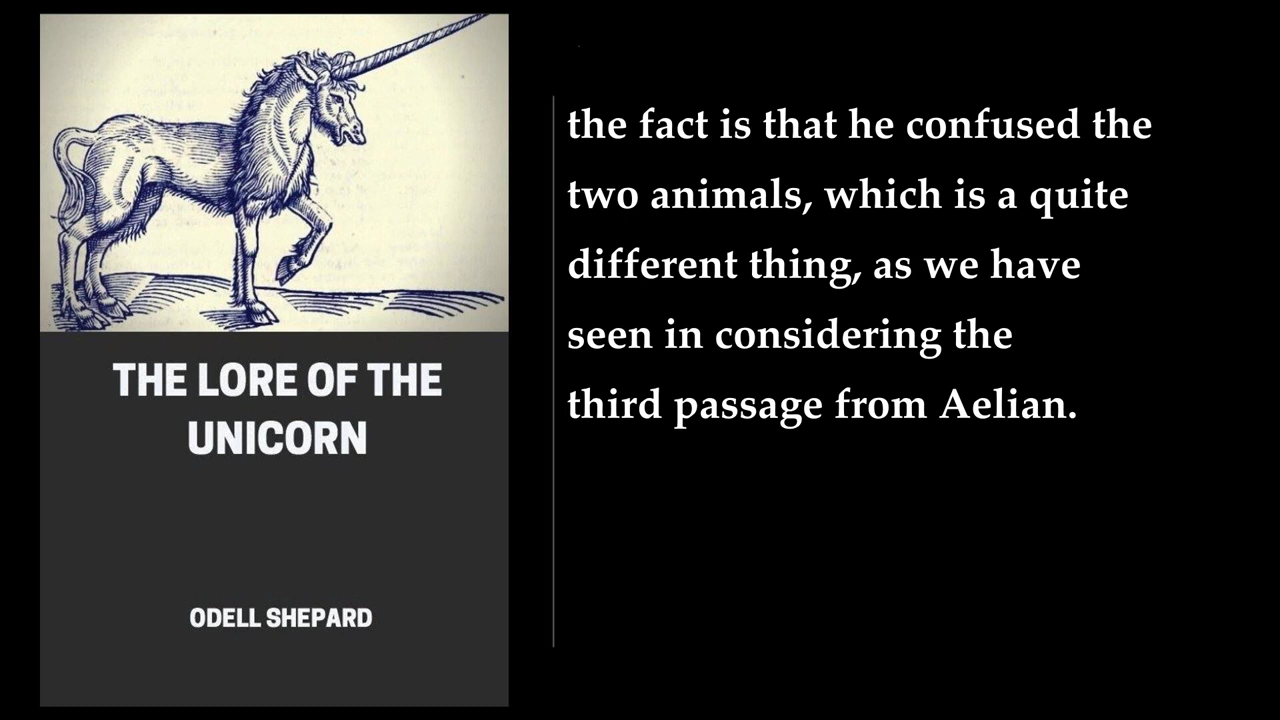 THE LORE OF THE
UNICORN
ODELL SHEPARD
the fact is that he confused the
two animals, which is a quite
different thing, as we have
seen in considering the
third passage from Aelian.